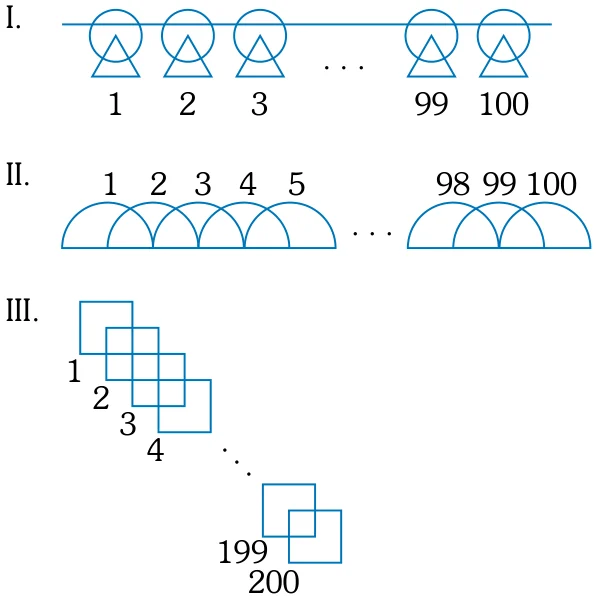 I.
. . .
1 2 3 99 100
II.
1 2 3 4 5 98 99 100
. . .
III.
1
2
3
4
. . .
199
200